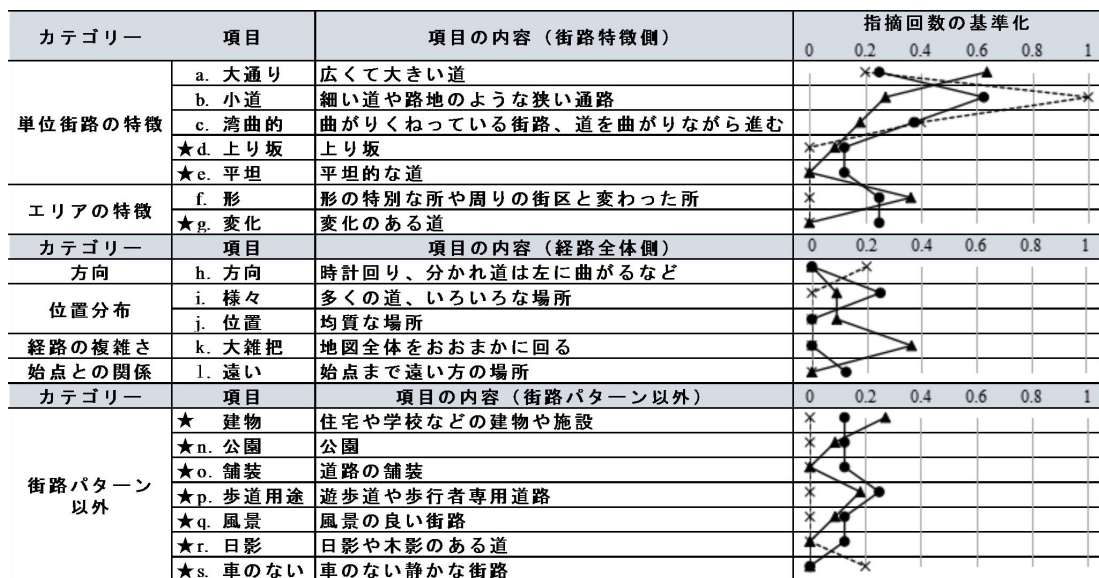 カテゴリー 項目 項目の内容（街路特徴側） 指摘回数の基準化
0 0.2 0.4 0.6 0.8 1
単位街路の特徴
a. 大通り 広くて大きい道
b. 小道 細い道や路地のような狭い通路
c. 湾曲的 曲がりくねっている街路、道を曲がりながら進む
★d. 上り坂 上り坂
★e. 平坦 平坦的な道
エリアの特徴
f. 形 形の特別な所や周りの街区と変わった所
★g. 変化 変化のある道
カテゴリー 項目 項目の内容（経路全体側） 0 0.2 0.4 0.6 0.8 1
方向 h. 方向 時計回り、分かれ道は左に曲がるなど
位置分布
i. 様々 多くの道、いろいろな場所
j. 位置 均質な場所
経路の複雑さ k. 大雑把 地図全体をおおまかに回る
始点との関係 l. 遠い 始点まで遠い方の場所
カテゴリー 項目 項目の内容（街路パターン以外） 0 0.2 0.4 0.6 0.8 1
街路パターン
以外
★ 建物 住宅や学校などの建物や施設
★n. 公園 公園
★o. 舗装 道路の舗装
★p. 歩道用途 遊歩道や歩行者専用道路
★q. 風景 風景の良い街路
★r. 日影 日影や木影のある道
★s. 車のない 車のない静かな街路